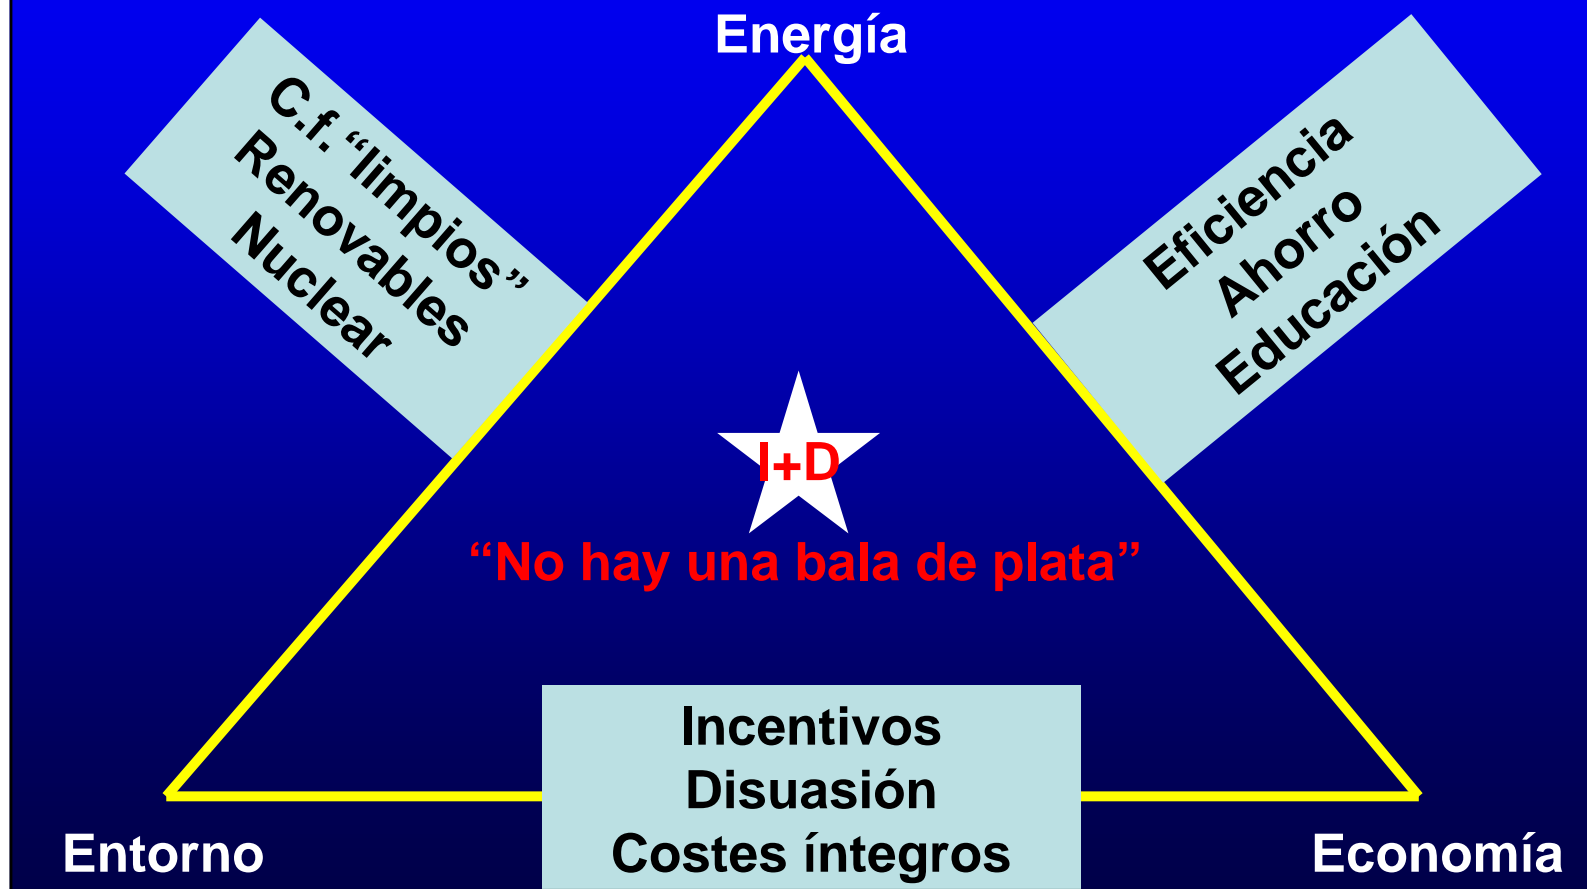 Energía
C.f. “limpios”
Renovables
Nuclear
Eficiencia
Ahorro
Educación
I+D
“No hay una bala de plata”
Incentivos
Disuasión
Costes íntegros
Entorno
Economía